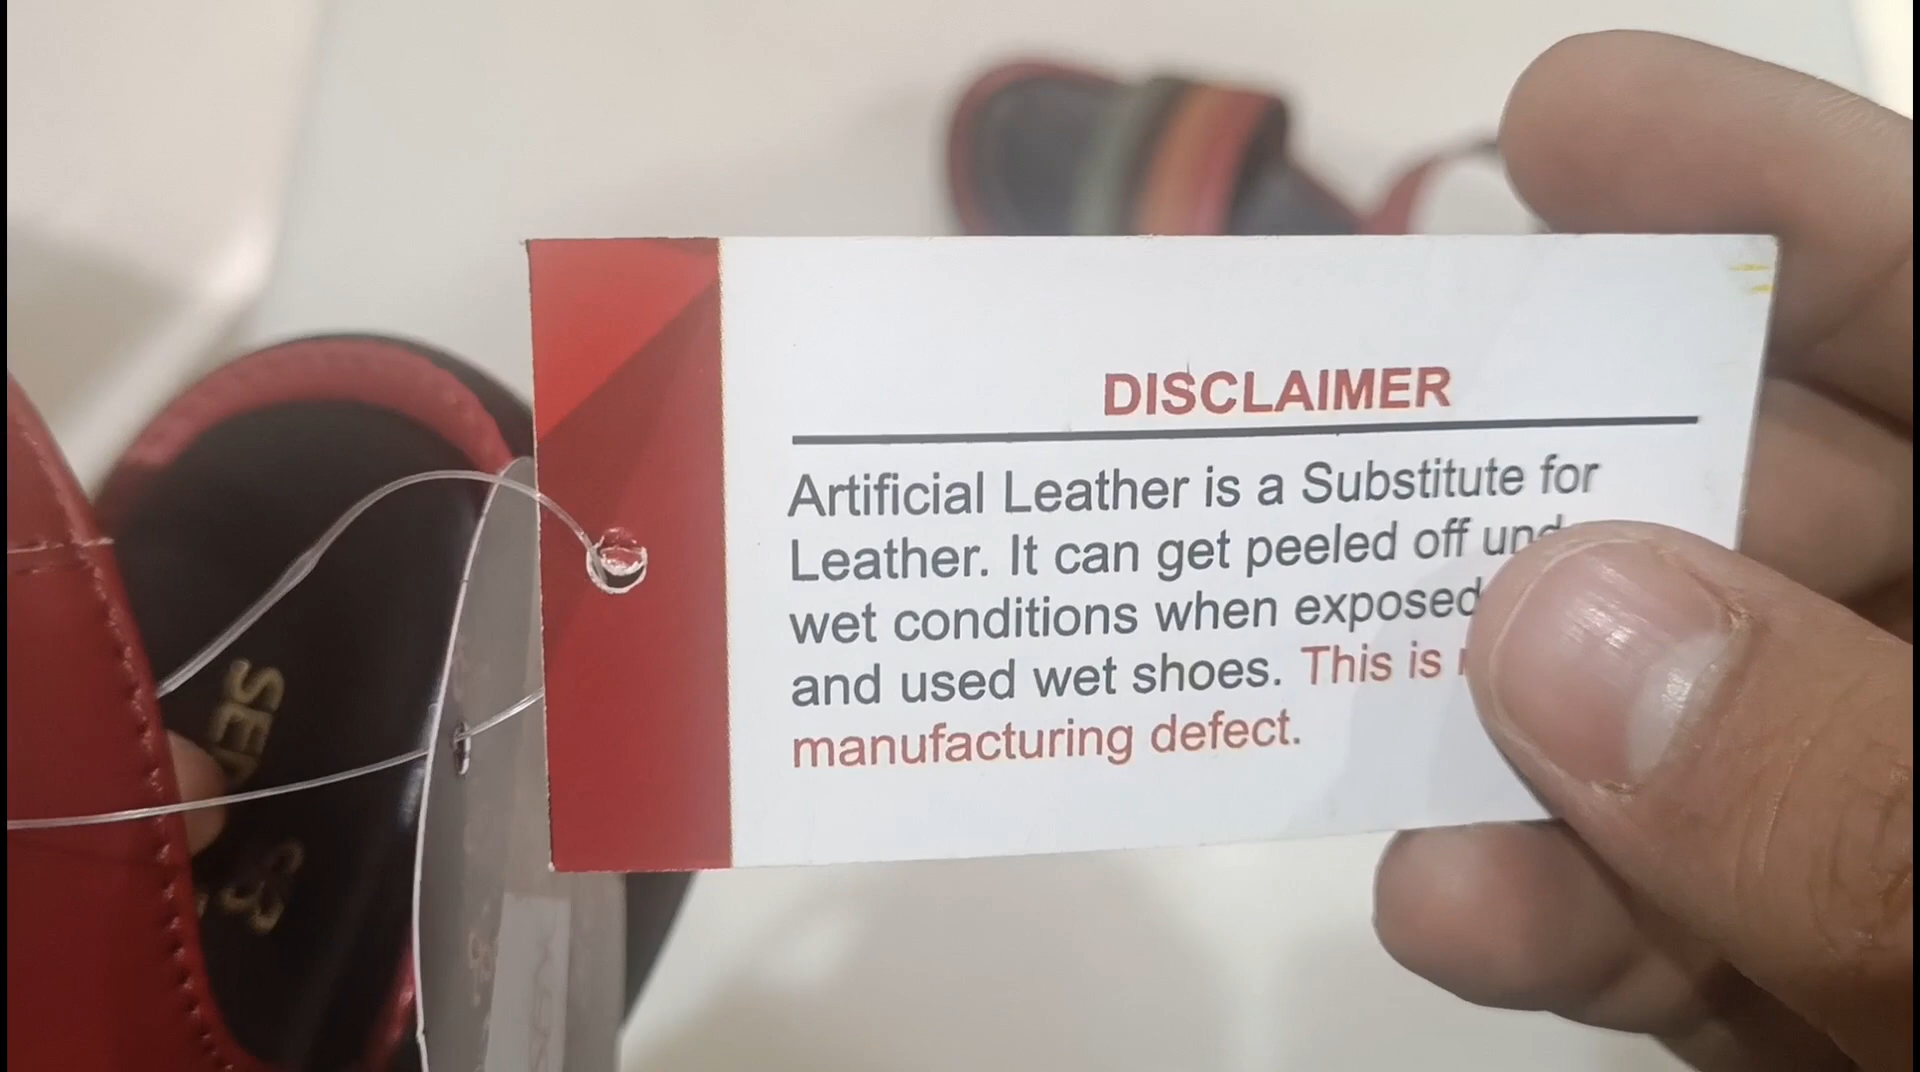 DISCLAIMER
Artificial Leather is a Substitute for
Leather. It can get peeled off
wet conditions when exposed
and used wet shoes. This is
manufacturing defect.